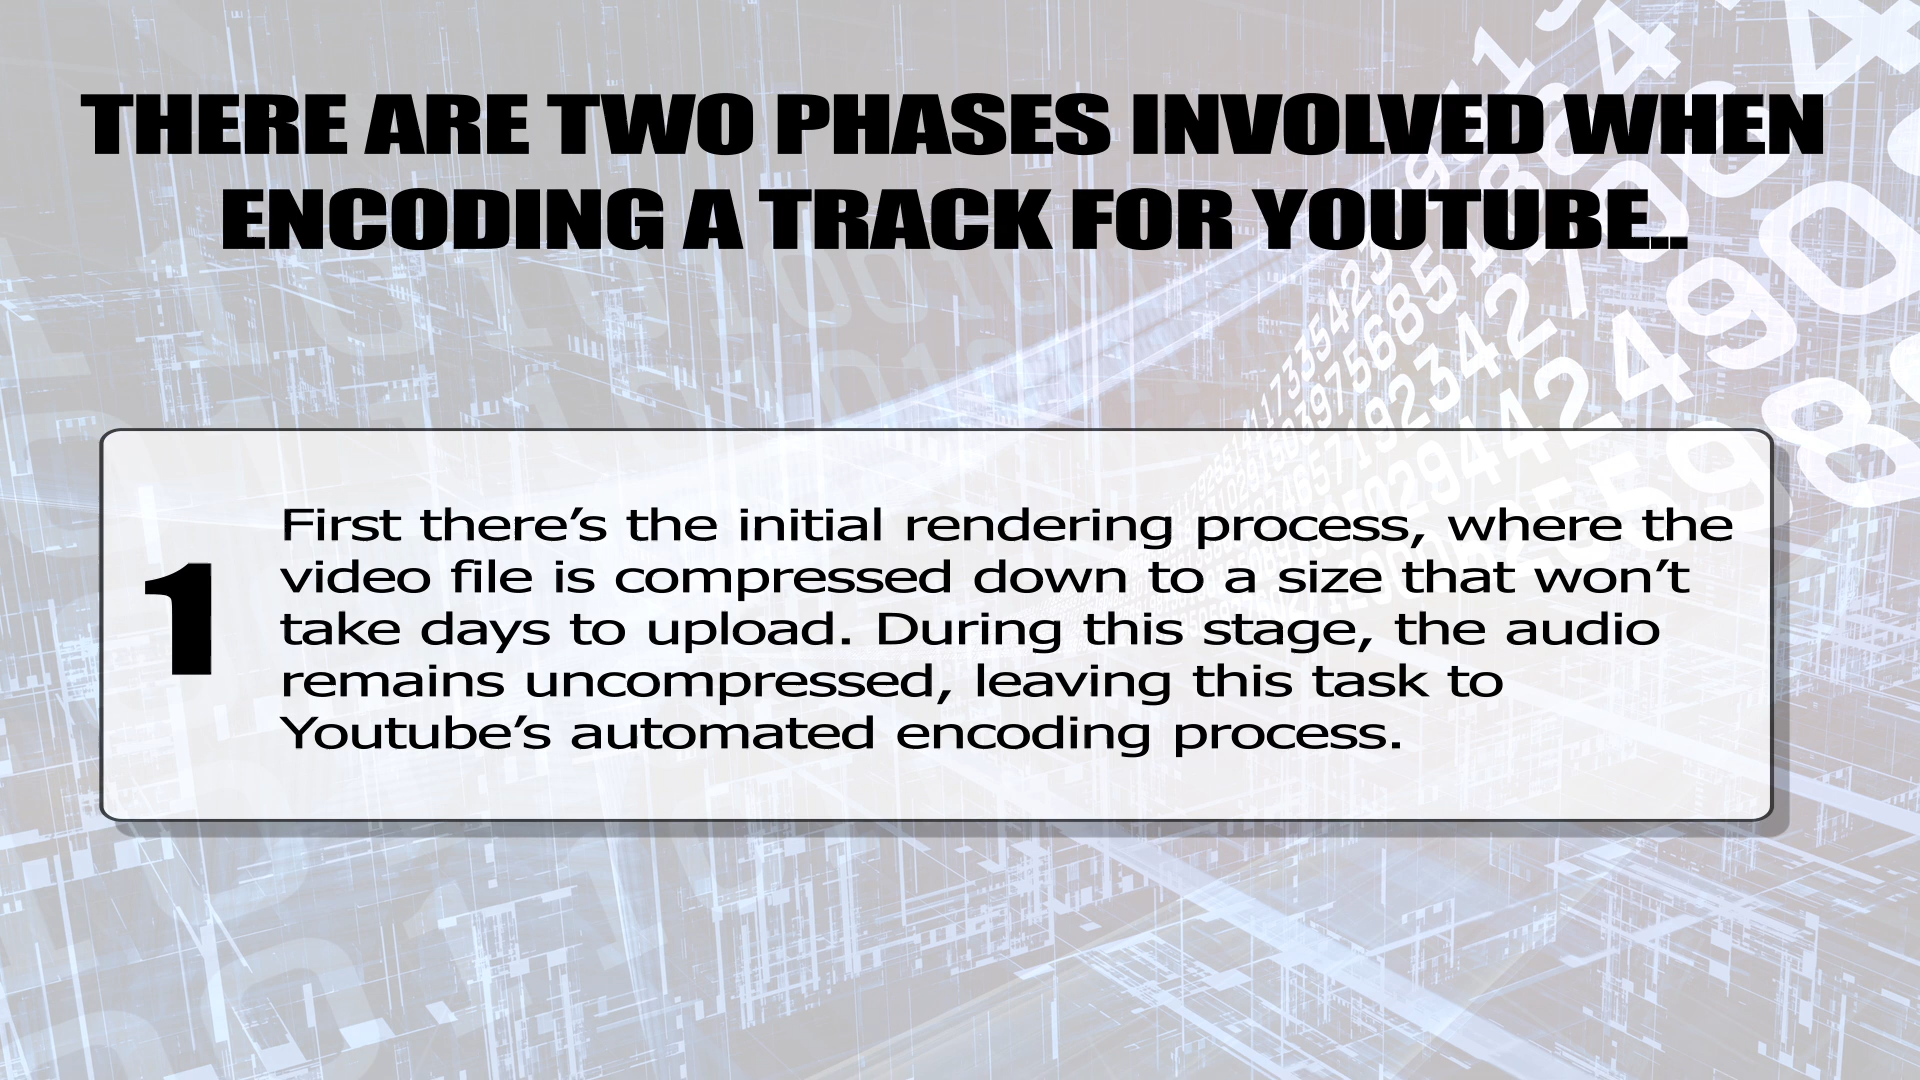 THERE ARE TWO PHASES INVOLVED WHEN
ENCODING A TRACK FOR YOUTUBE..
1
First there’s the initial rendering process, where the
video file is compressed down to a size that won’t
take days to upload. During this stage, the audio
remains uncompressed, leaving this task to
Youtube’s automated encoding process.